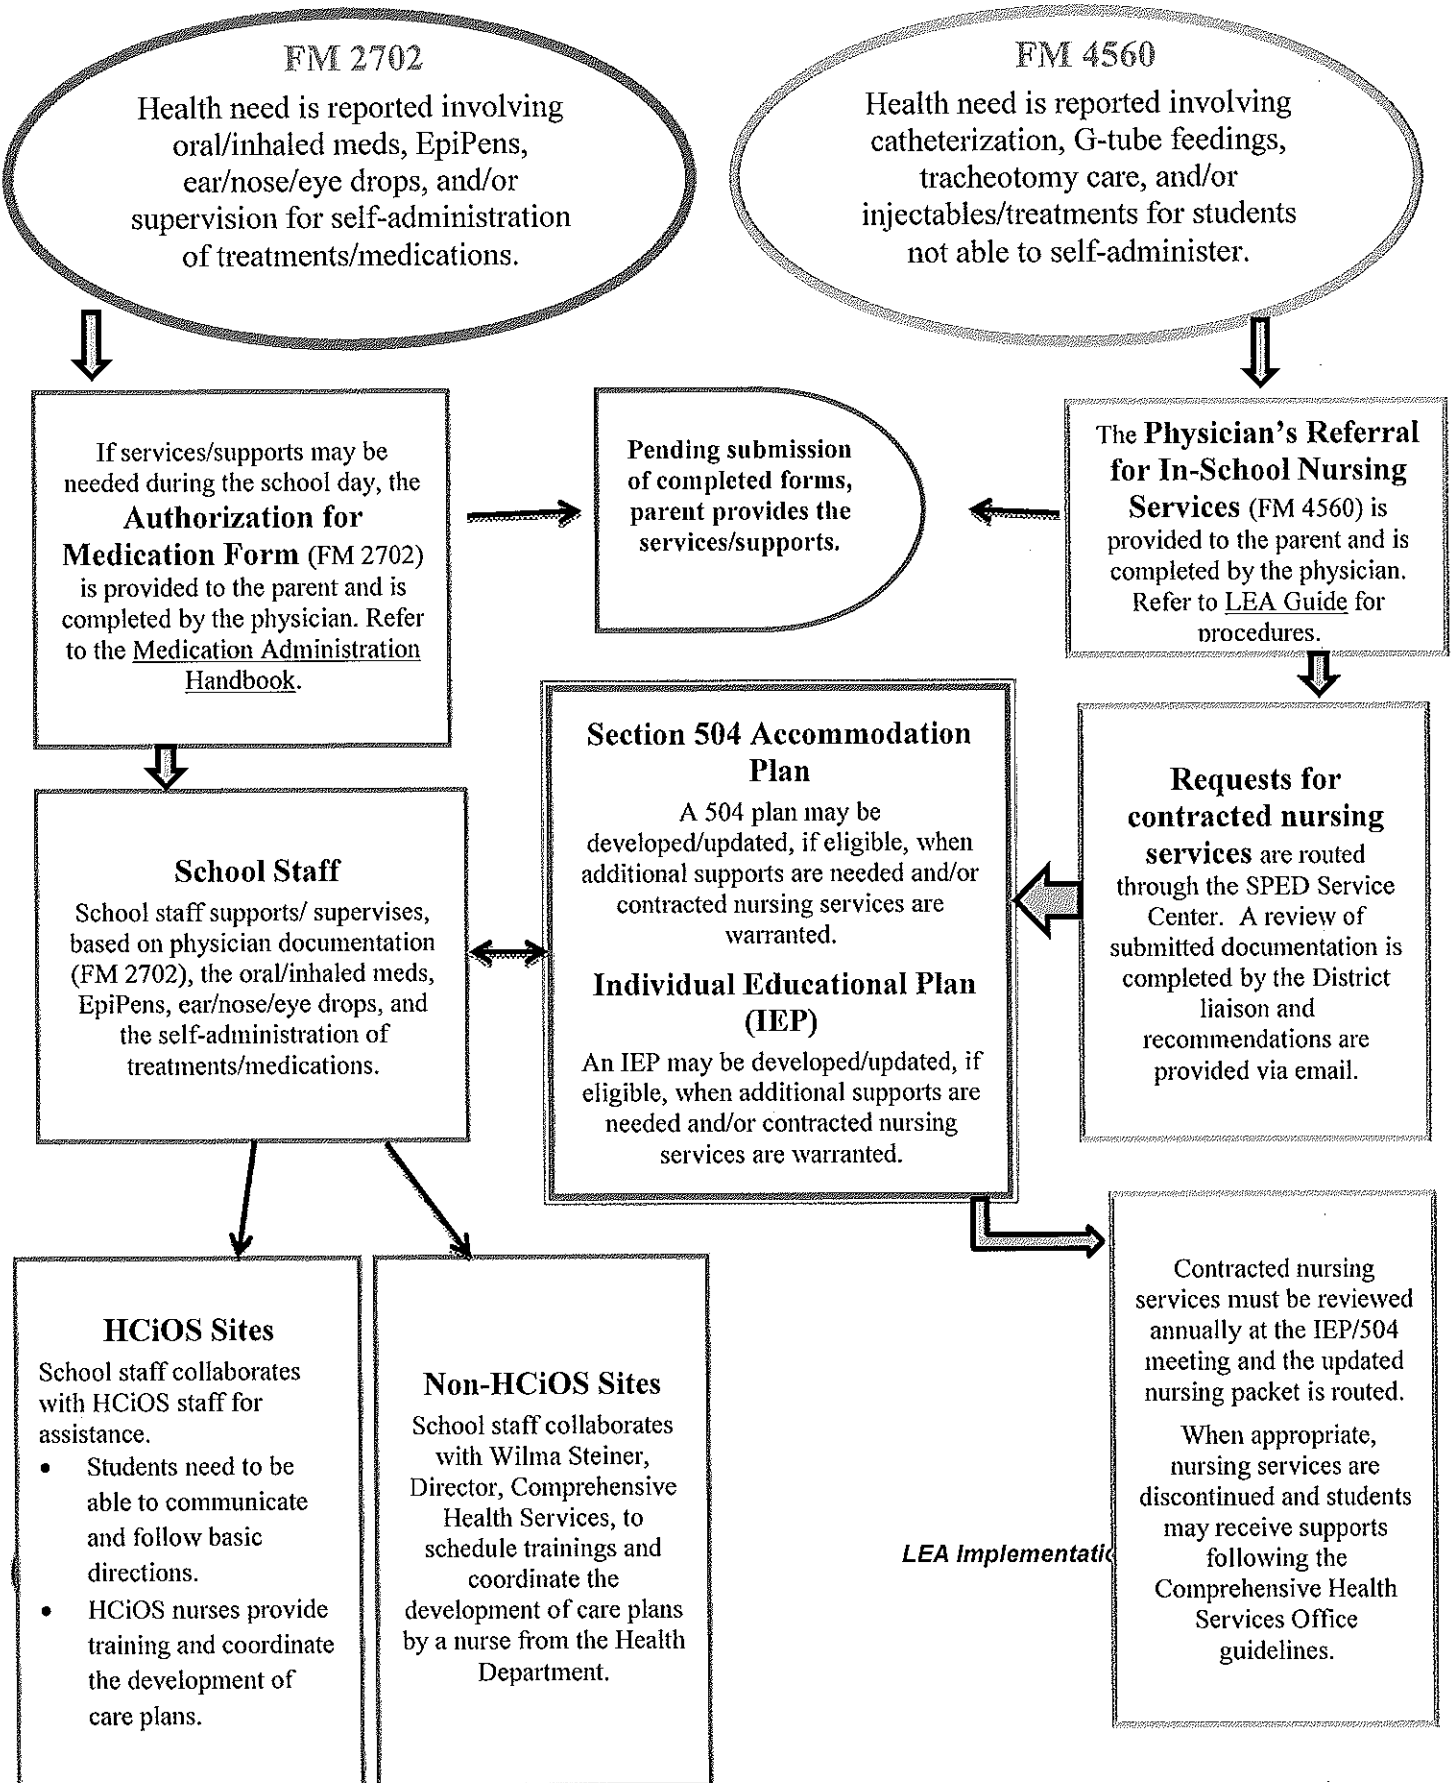 FM 2702
Health need is reported involving
oral/inhaled meds, EpiPens,
ear/nose/eye drops, and/or
supervision for self-administration
of treatments/medications.
FM 4560
Health need is reported involving
catheterization, G-tube feedings,
tracheotomy care, and/or
injectables/treatments for students
not able to self-administer.
If services/supports may be
needed during the school day, the
Authorization for
Medication Form (FM 2702)
is provided to the parent and is
completed by the physician. Refer
to the Medication Administration
Handbook.
Pending submission
of completed forms,
parent provides the
services/supports.
The Physician's Referral
for In-School Nursing
Services (FM 4560) is
provided to the parent and is
completed by the physician.
Refer to LEA Guide for
procedures.
School Staff
School staff supports/ supervises,
based on physician documentation
(FM 2702), the oral/inhaled meds,
EpiPens, ear/nose/eye drops, and
the self-administration of
treatments/medications.
Section 504 Accommodation
Plan
A 504 plan may be
developed/updated, if eligible, when
additional supports are needed and/or
contracted nursing services are
warranted.
Individual Educational Plan
(IEP)
An IEP may be developed/updated, if
eligible, when additional supports are
needed and/or contracted nursing
services are warranted.
Requests for
contracted nursing
services are routed
through the SPED Service
Center. A review of
submitted documentation is
completed by the District
liaison and
recommendations are
provided via email.
HCiOS Sites
School staff collaborates
with HCiOS staff for
assistance.
• Students need to be
able to communicate
and follow basic
directions.
• HCiOS nurses provide
training and coordinate
the development of
care plans.
Non-HCiOS Sites
School staff collaborates
with Wilma Steiner,
Director, Comprehensive
Health Services, to
schedule trainings and
coordinate the
development of care plans
by a nurse from the Health
Department.
Contracted nursing
services must be reviewed
annually at the IEP/504
meeting and the updated
nursing packet is routed.
When appropriate,
nursing services are
discontinued and students
may receive supports
following the
Comprehensive Health
Services Office
guidelines.
LEA